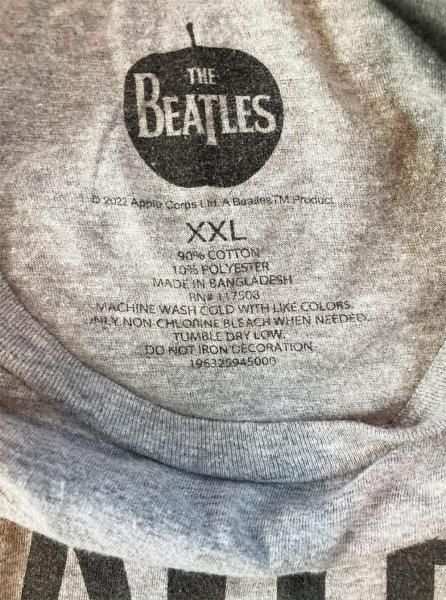 THE
BEATLES
© 2022 Apple Corps Ltd. A Beatles™ Product.
XXL
90% COTTON
10% POLYESTER
MADE IN BANGLADESH
RN# 117508
MACHINE WASH COLD WITH LIKE COLORS.
ONLY NON-CHLORINE BLEACH WHEN NEEDED.
TUMBLE DRY LOW.
DO NOT IRON DECORATION.
196325945000